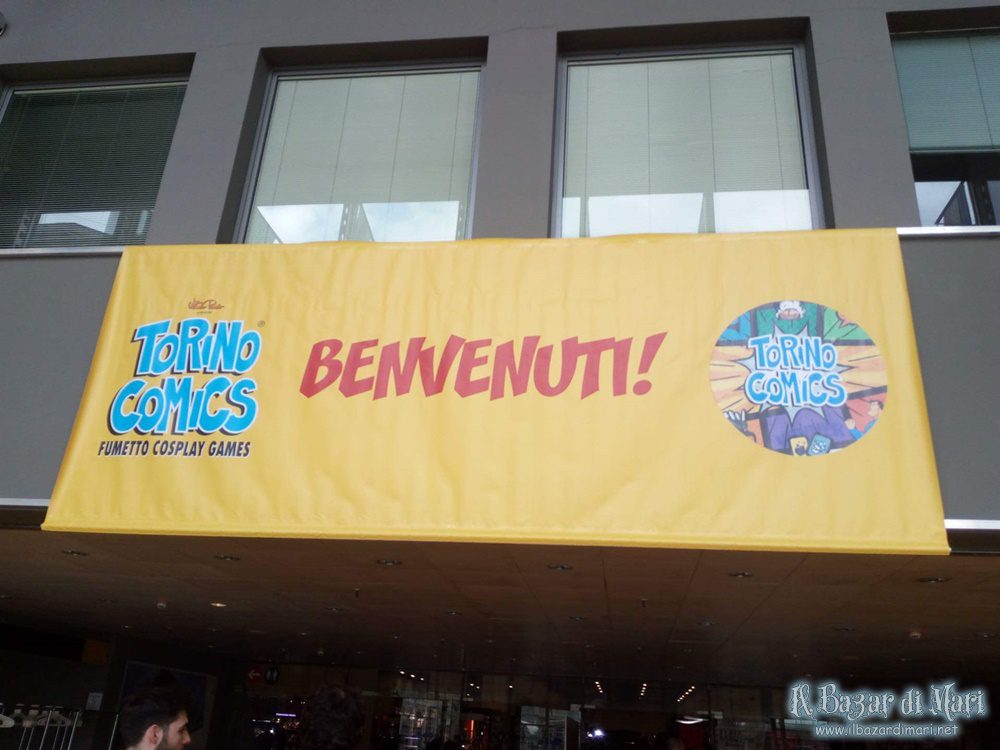 TORINO
COMICS
FUMETTO COSPLAY GAMES
BENVENUTI!
TORINO
COMICS
Il Bazar di Mari
www.ilbazardimari.net